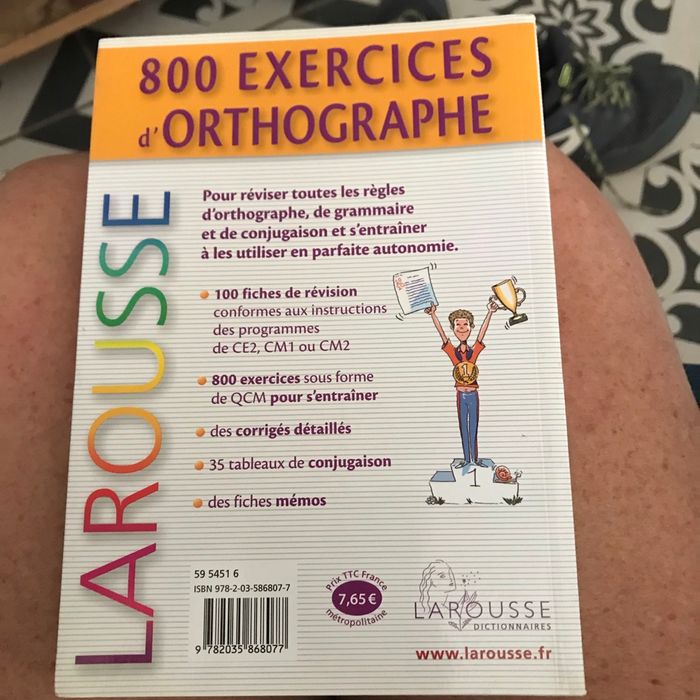 800 EXERCICES
d'ORTHOGRAPHE
LAROUSSE
Pour réviser toutes les règles
d'orthographe, de grammaire
et de conjugaison et s'entraîner
à les utiliser en parfaite autonomie.
100 fiches de révision
conformes aux instructions
des programmes
de CE2, CM1 ou CM2
800 exercices sous forme
de QCM pour s'entraîner
des corrigés détaillés
35 tableaux de conjugaison
des fiches mémos
1
1
59 5451 6
ISBN 978-2-03-586807-7
9 782035 868077
Prix TTC France
7,65 €
métropolitaine
LAROUSSE
DICTIONNAIRES
www.larousse.fr